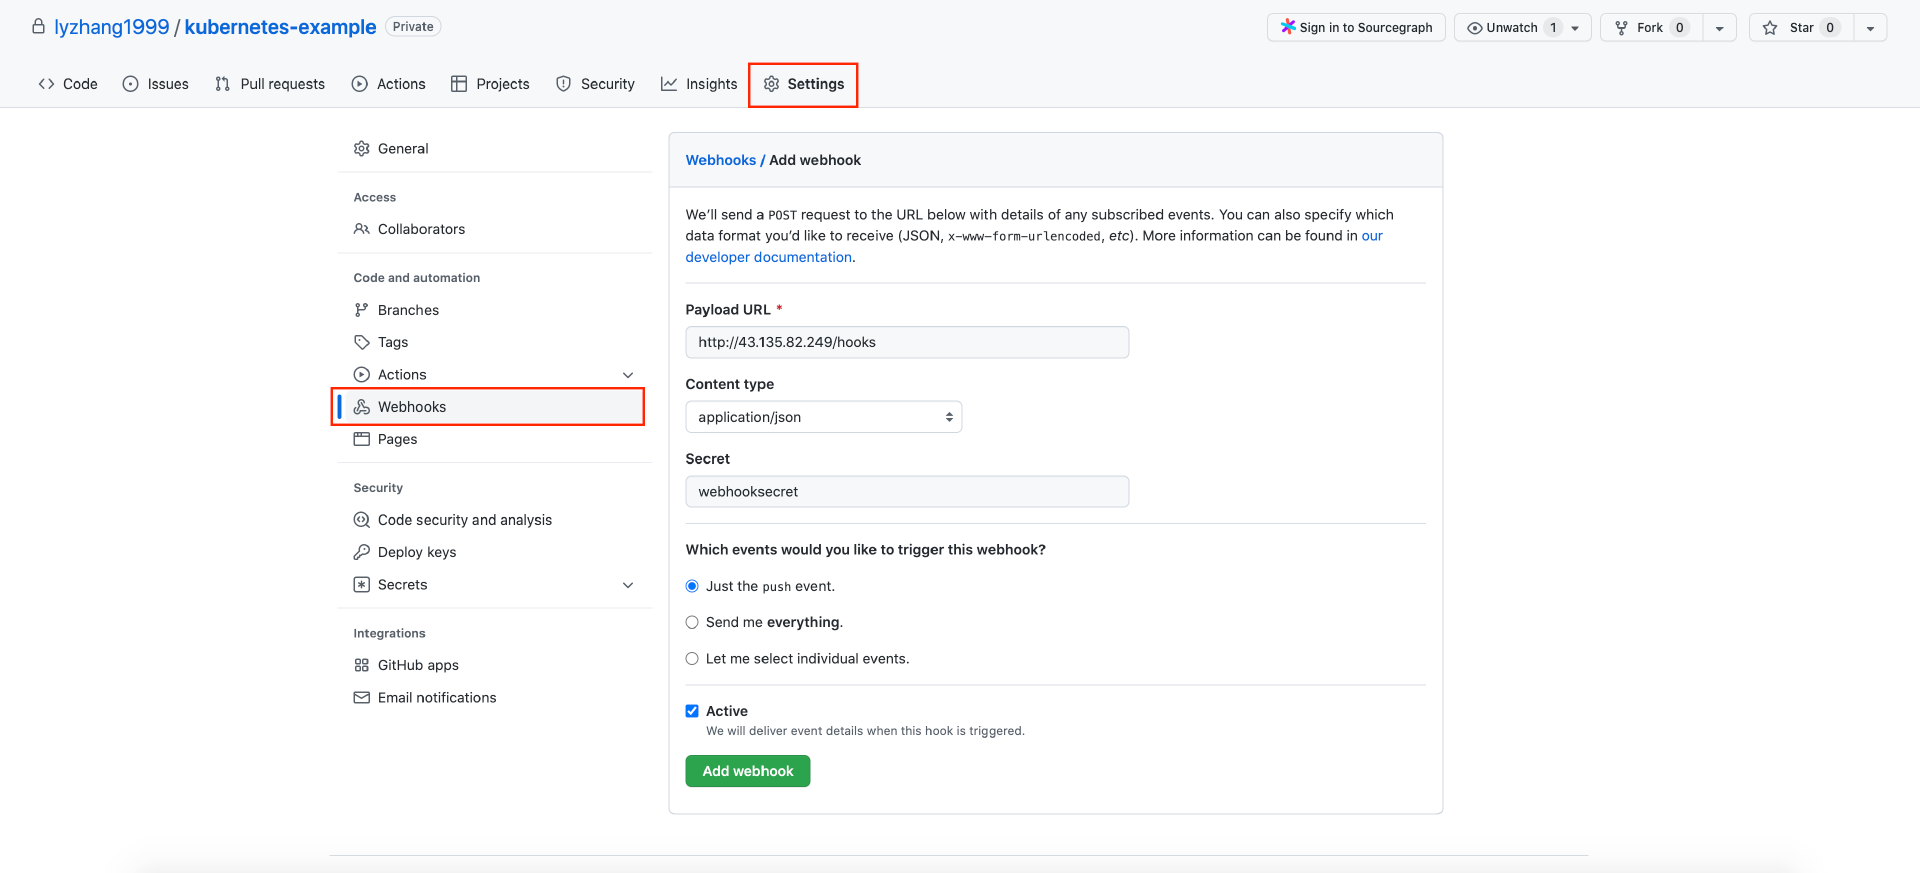 lyzhang1999 / kubernetes-example Private
Sign in to Sourcegraph Unwatch 1 Fork 0 Star 0
Code Issues Pull requests Actions Projects Security Insights Settings
General
Access
Collaborators
Code and automation
Branches
Tags
Actions
Webhooks
Pages
Security
Code security and analysis
Deploy keys
Secrets
Integrations
GitHub apps
Email notifications
Webhooks / Add webhook
We’ll send a POST request to the URL below with details of any subscribed events. You can also specify which
data format you’d like to receive (JSON, x-www-form-urlencoded, etc). More information can be found in our
developer documentation.
Payload URL *
http://43.135.82.249/hooks
Content type
application/json
Secret
webhooksecret
Which events would you like to trigger this webhook?
Just the push event.
Send me everything.
Let me select individual events.
Active
We will deliver event details when this hook is triggered.
Add webhook